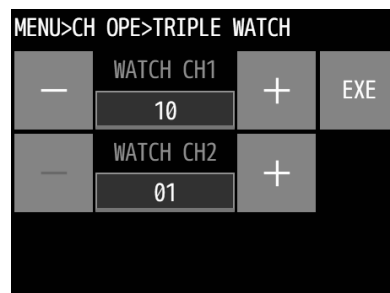 MENU>CH OPE>TRIPLE WATCH
WATCH CH1
— 10 + EXE
WATCH CH2
— 01 +